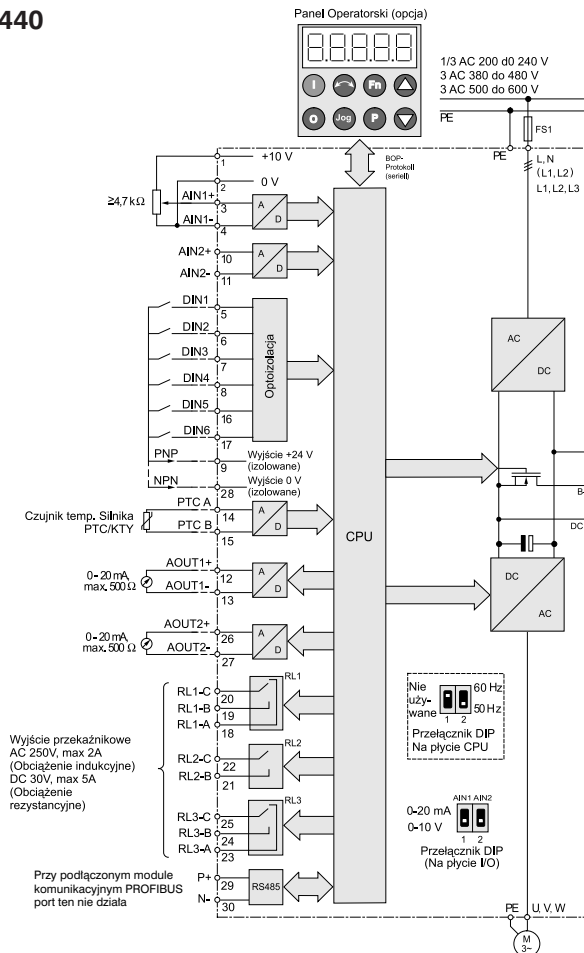 440
Panel Operatorski (opcja)
8.8.8.8.8.
I
Fn
O
Jog
P
1/3 AC 200 d0 240 V
3 AC 380 do 480 V
3 AC 500 do 600 V
PE
FS1
PE
L, N
(L1, L2)
L1, L2, L3
BOP-
Protokoll
(seriell)
1
+10 V
2
0 V
≥4,7 kΩ
AIN1+
3
AIN1-
4
A
D
AIN2+
10
AIN2-
11
A
D
DIN1
5
DIN2
6
DIN3
7
DIN4
8
DIN5
16
DIN6
17
Optoizolacja
PNP
9
Wyjście +24 V
(izolowane)
NPN
28
Wyjście 0 V
(izolowane)
Czujnik temp. Silnika
PTC/KTY
PTC A
14
PTC B
15
A
D
CPU
0-20 mA,
max. 500 Ω
AOUT1+
12
AOUT1-
13
A
D
0-20 mA,
max. 500 Ω
AOUT2+
26
AOUT2-
27
A
D
AC
DC
B-
DC
DC
AC
RL1
RL1-C
20
RL1-B
19
RL1-A
18
RL2
RL2-C
22
RL2-B
21
RL3
RL3-C
25
RL3-B
24
RL3-A
23
Wyjście przekaźnikowe
AC 250V, max 2A
(Obciążenie indukcyjne)
DC 30V, max 5A
(Obciążenie
rezystancyjne)
Nie
uży-
wane
60 Hz
50 Hz
1 2
Przełącznik DIP
Na płycie CPU
AIN1 AIN2
0-20 mA
0-10 V
1 2
Przełącznik DIP
(Na płycie I/O)
Przy podłączonym module
komunikacyjnym PROFIBUS
port ten nie działa
P+
29
N-
30
RS485
PE
U, V, W
M
3~